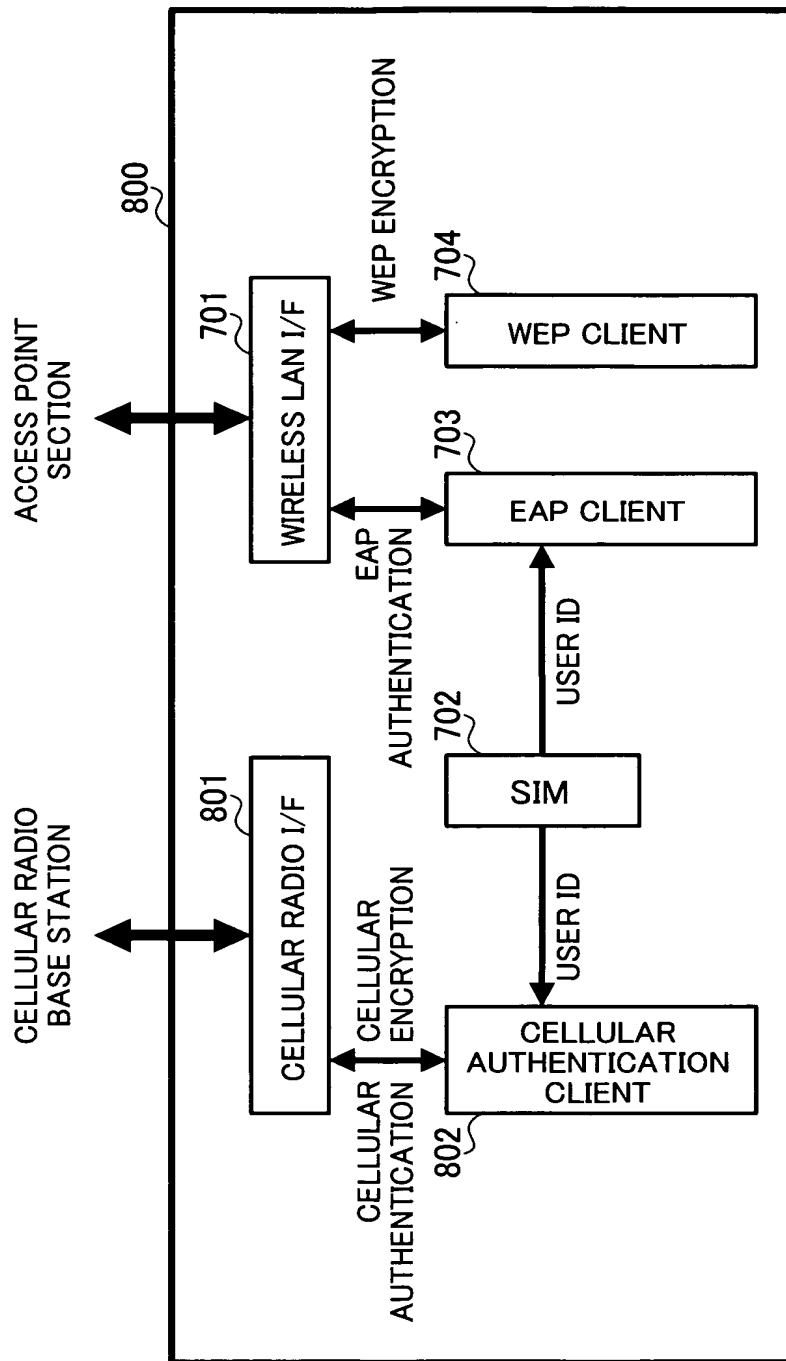 CELLULAR RADIO
BASE STATION
ACCESS POINT
SECTION
800
801
CELLULAR RADIO I/F
701
WIRELESS LAN I/F
CELLULAR
AUTHENTICATION
CELLULAR
ENCRYPTION
EAP
AUTHENTICATION
WEP ENCRYPTION
802
CELLULAR
AUTHENTICATION
CLIENT
USER ID
702
SIM
USER ID
703
EAP CLIENT
704
WEP CLIENT